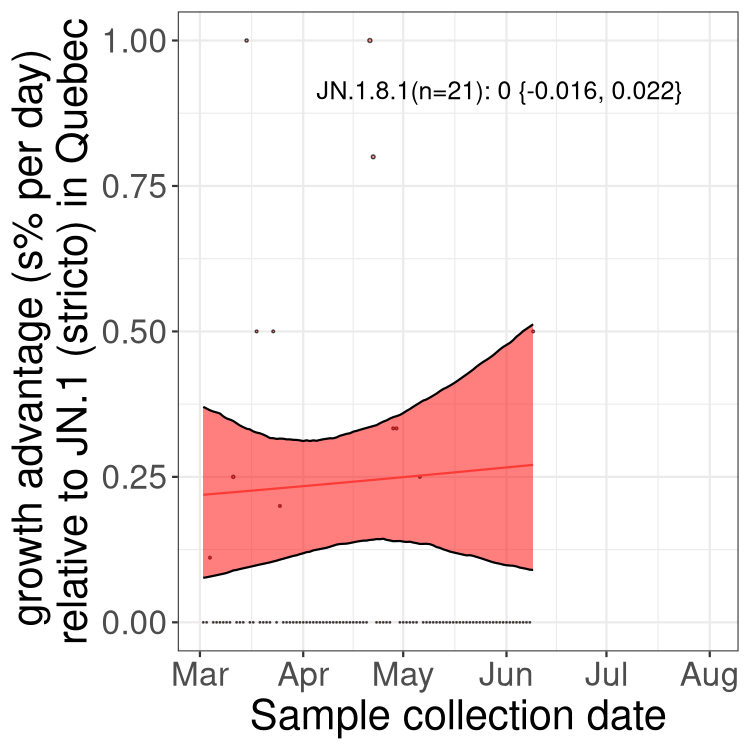 growth advantage (s% per day)
relative to JN.1 (stricto) in Quebec
1.00
0.75
0.50
0.25
0.00
JN.1.8.1(n=21): 0 {-0.016, 0.022}
Mar Apr May Jun Jul Aug
Sample collection date